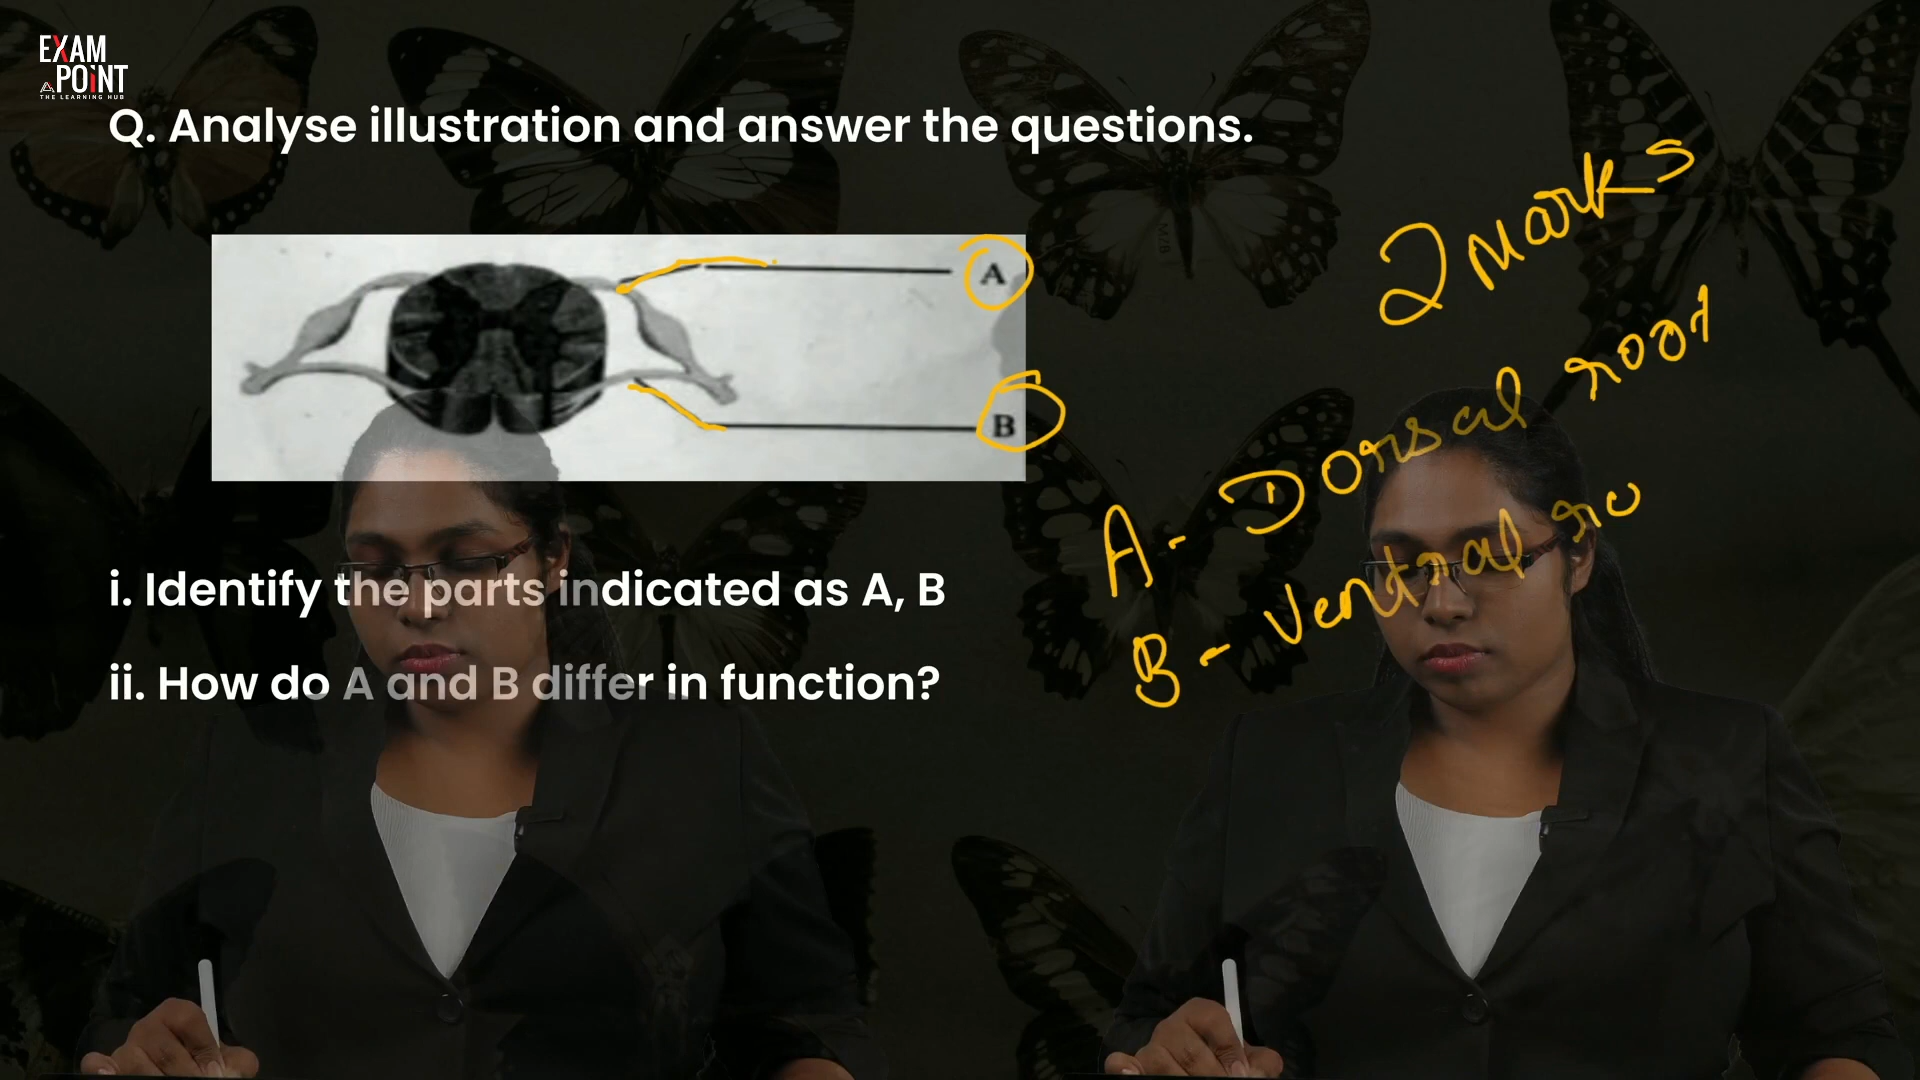 EXAM
POINT
THE LEARNING HUB
Q. Analyse illustration and answer the questions.
2 Marks
A
B
A - Dorsal root
B - Ventral ro
i. Identify the parts indicated as A, B
ii. How do A and B differ in function?